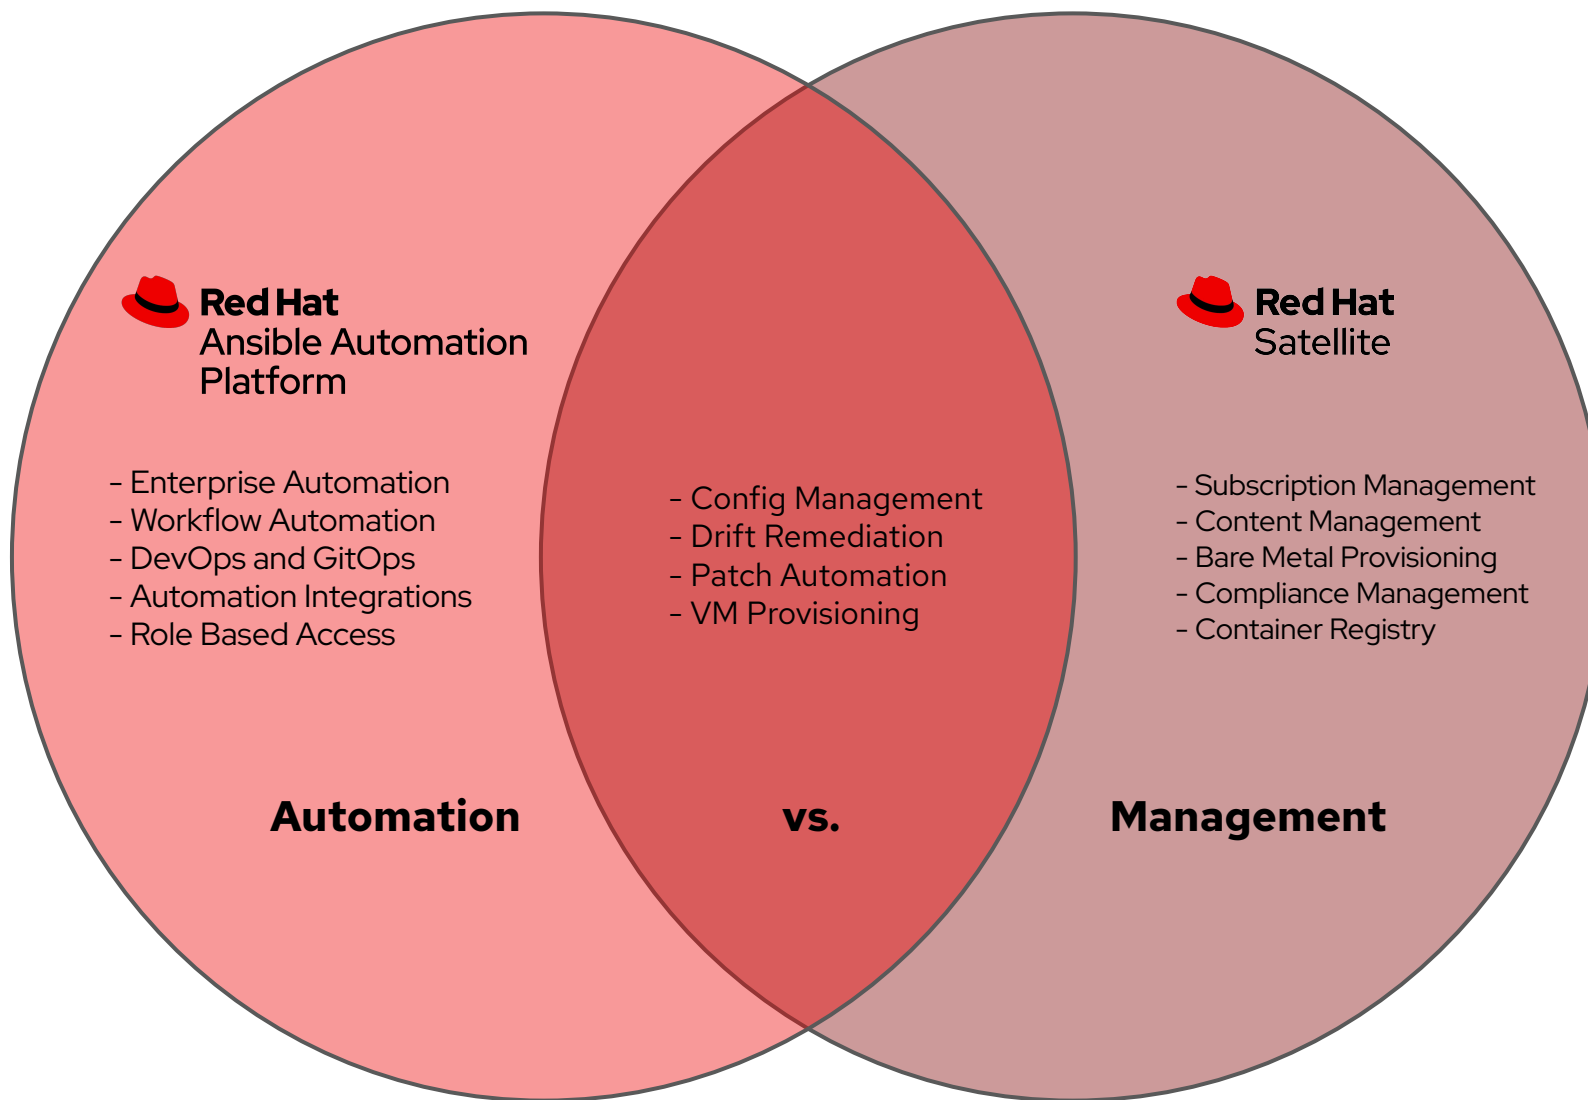 Red Hat
Ansible Automation
Platform
- Enterprise Automation
- Workflow Automation
- DevOps and GitOps
- Automation Integrations
- Role Based Access
- Config Management
- Drift Remediation
- Patch Automation
- VM Provisioning
Red Hat
Satellite
- Subscription Management
- Content Management
- Bare Metal Provisioning
- Compliance Management
- Container Registry
Automation
vs.
Management